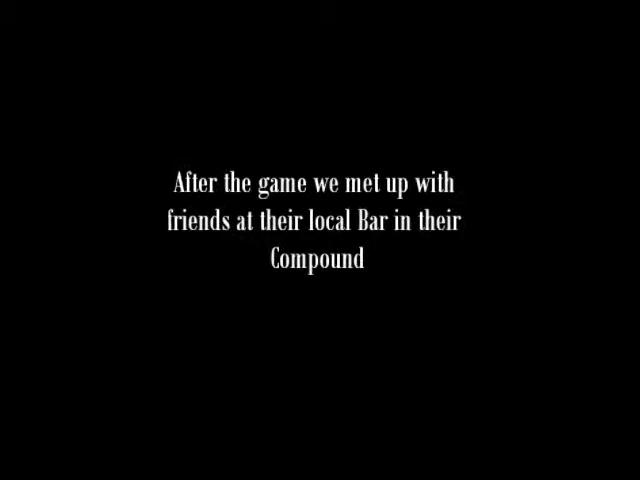 After the game we met up with
friends at their local Bar in their
Compound